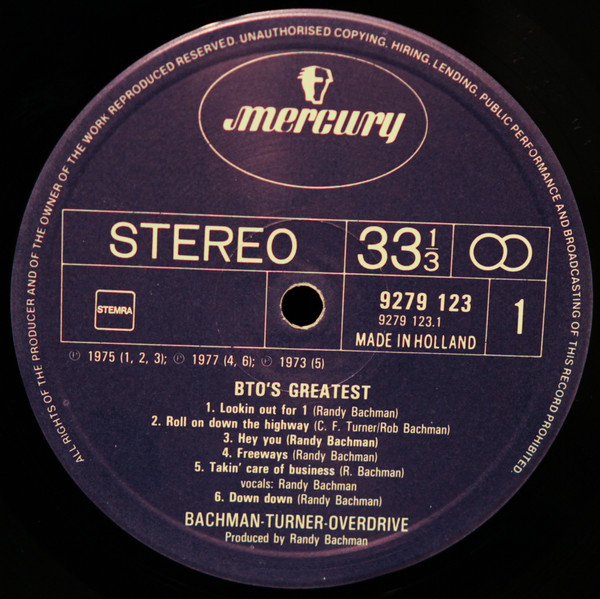 ALL RIGHTS OF THE PRODUCER AND OF THE OWNER OF THE WORK REPRODUCED RESERVED. UNAUTHORISED COPYING, HIRING, LENDING, PUBLIC PERFORMANCE AND BROADCASTING OF THIS RECORD PROHIBITED.
mercury
STEREO
33 1/3
STEMRA
9279 123
9279 123.1
MADE IN HOLLAND
1
℗ 1975 (1, 2, 3); ℗ 1977 (4, 6); ℗ 1973 (5)
BTO'S GREATEST
1. Lookin out for 1 (Randy Bachman)
2. Roll on down the highway (C. F. Turner/Rob Bachman)
3. Hey you (Randy Bachman)
4. Freeways (Randy Bachman)
5. Takin' care of business (R. Bachman)
vocals: Randy Bachman
6. Down down (Randy Bachman)
BACHMAN-TURNER-OVERDRIVE
Produced by Randy Bachman